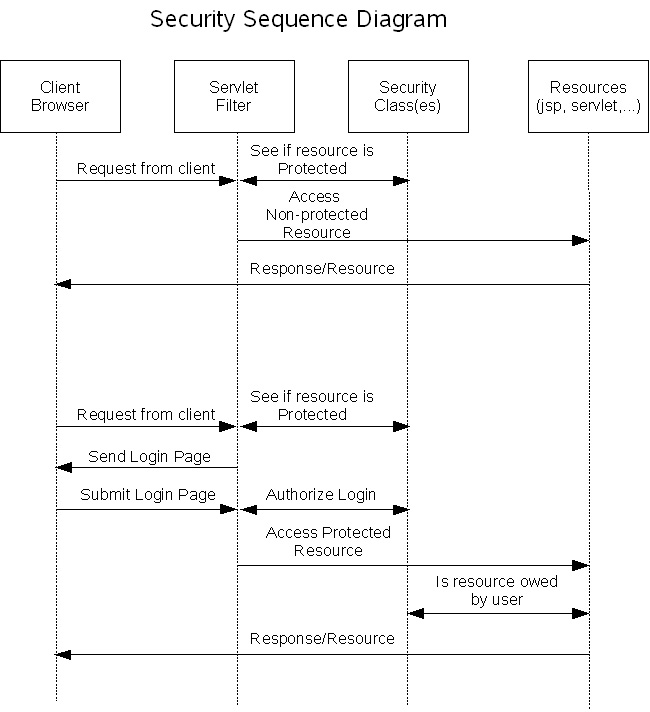 Security Sequence Diagram
Client
Browser
Servlet
Filter
Security
Class(es)
Resources
(jsp, servlet,...)
Request from client
See if resource is
Protected
Access
Non-protected
Resource
Response/Resource
Request from client
See if resource is
Protected
Send Login Page
Submit Login Page
Authorize Login
Access Protected
Resource
Is resource owed
by user
Response/Resource